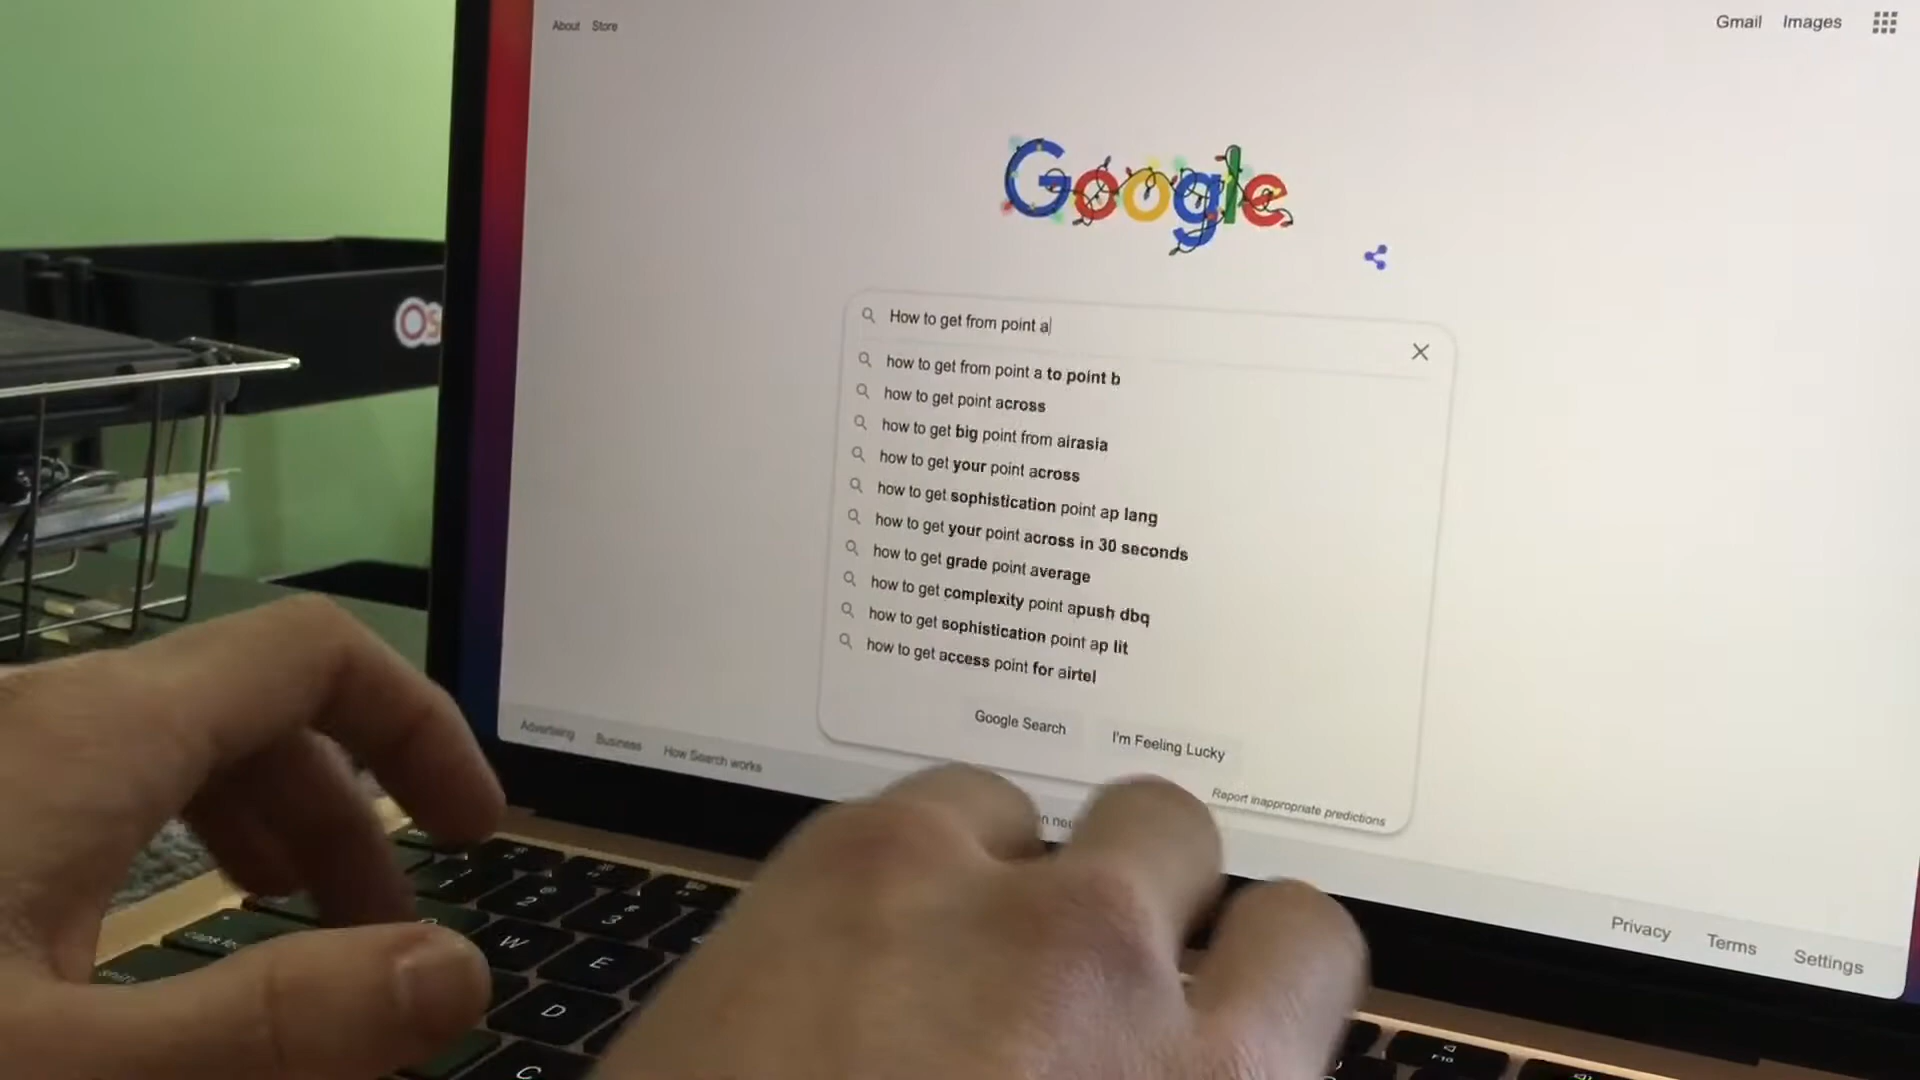 About Store
Gmail Images
Google
How to get from point a
how to get from point a to point b
how to get point across
how to get big point from airasia
how to get your point across
how to get sophistication point ap lang
how to get your point across in 30 seconds
how to get grade point average
how to get complexity point apush dbq
how to get sophistication point ap lit
how to get access point for airtel
Google Search I'm Feeling Lucky
Report inappropriate predictions
Advertising Business How Search works
Privacy Terms Settings
1 2 3
W E
D
C
F10